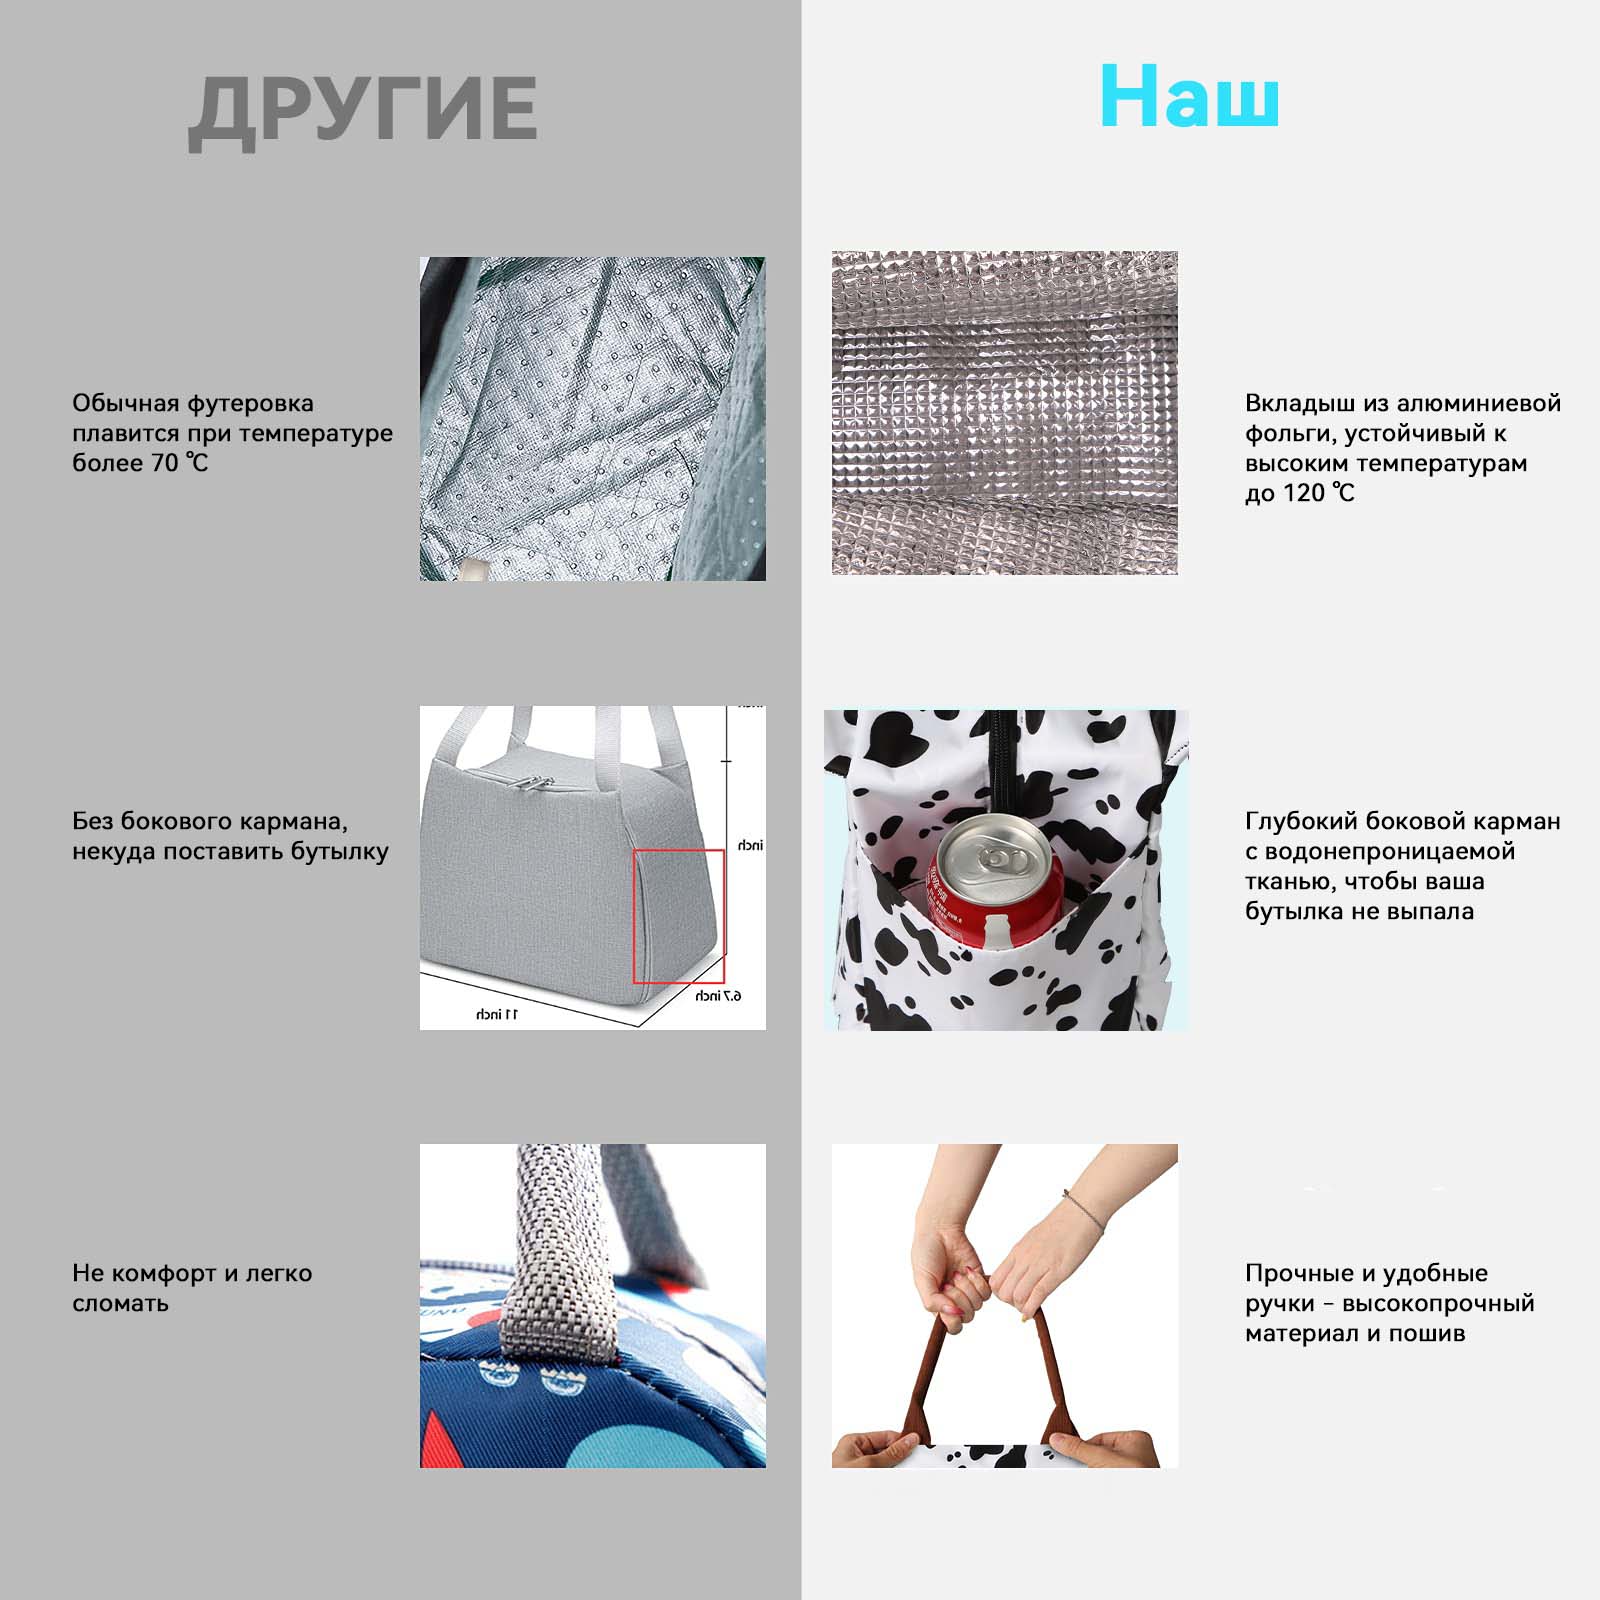 ДРУГИЕ
Наш
Обычная футеровка
плавится при температуре
более 70 ℃
Вкладыш из алюминиевой
фольги, устойчивый к
высоким температурам
до 120 ℃
Без бокового кармана,
некуда поставить бутылку
inch
6.7 inch
11 inch
Глубокий боковой карман
с водонепроницаемой
тканью, чтобы ваша
бутылка не выпала
Не комфорт и легко
сломать
Прочные и удобные
ручки – высокопрочный
материал и пошив